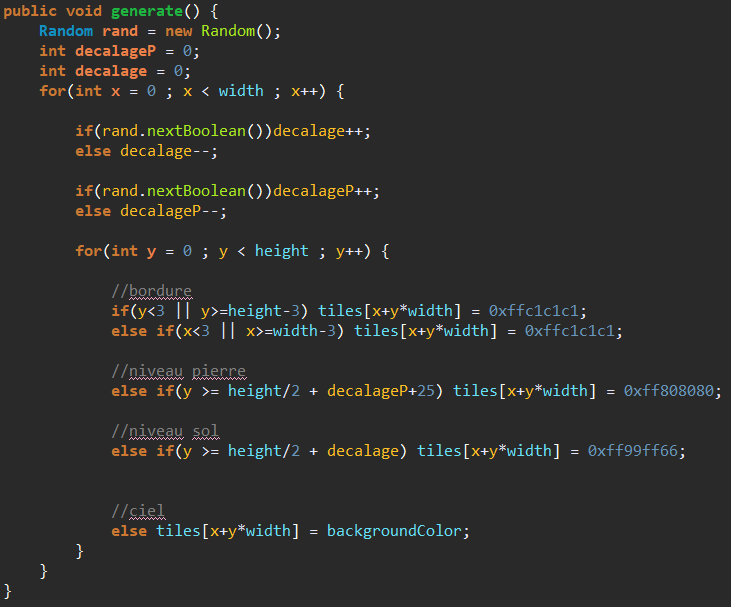 public void generate() {
    Random rand = new Random();
    int decalageP = 0;
    int decalage = 0;
    for(int x = 0 ; x < width ; x++) {

        if(rand.nextBoolean())decalage++;
        else decalage--;

        if(rand.nextBoolean())decalageP++;
        else decalageP--;

        for(int y = 0 ; y < height ; y++) {

            //bordure
            if(y<3 || y>=height-3) tiles[x+y*width] = 0xffc1c1c1;
            else if(x<3 || x>=width-3) tiles[x+y*width] = 0xffc1c1c1;

            //niveau pierre
            else if(y >= height/2 + decalageP+25) tiles[x+y*width] = 0xff808080;

            //niveau sol
            else if(y >= height/2 + decalage) tiles[x+y*width] = 0xff99ff66;


            //ciel
            else tiles[x+y*width] = backgroundColor;
        }
    }
}